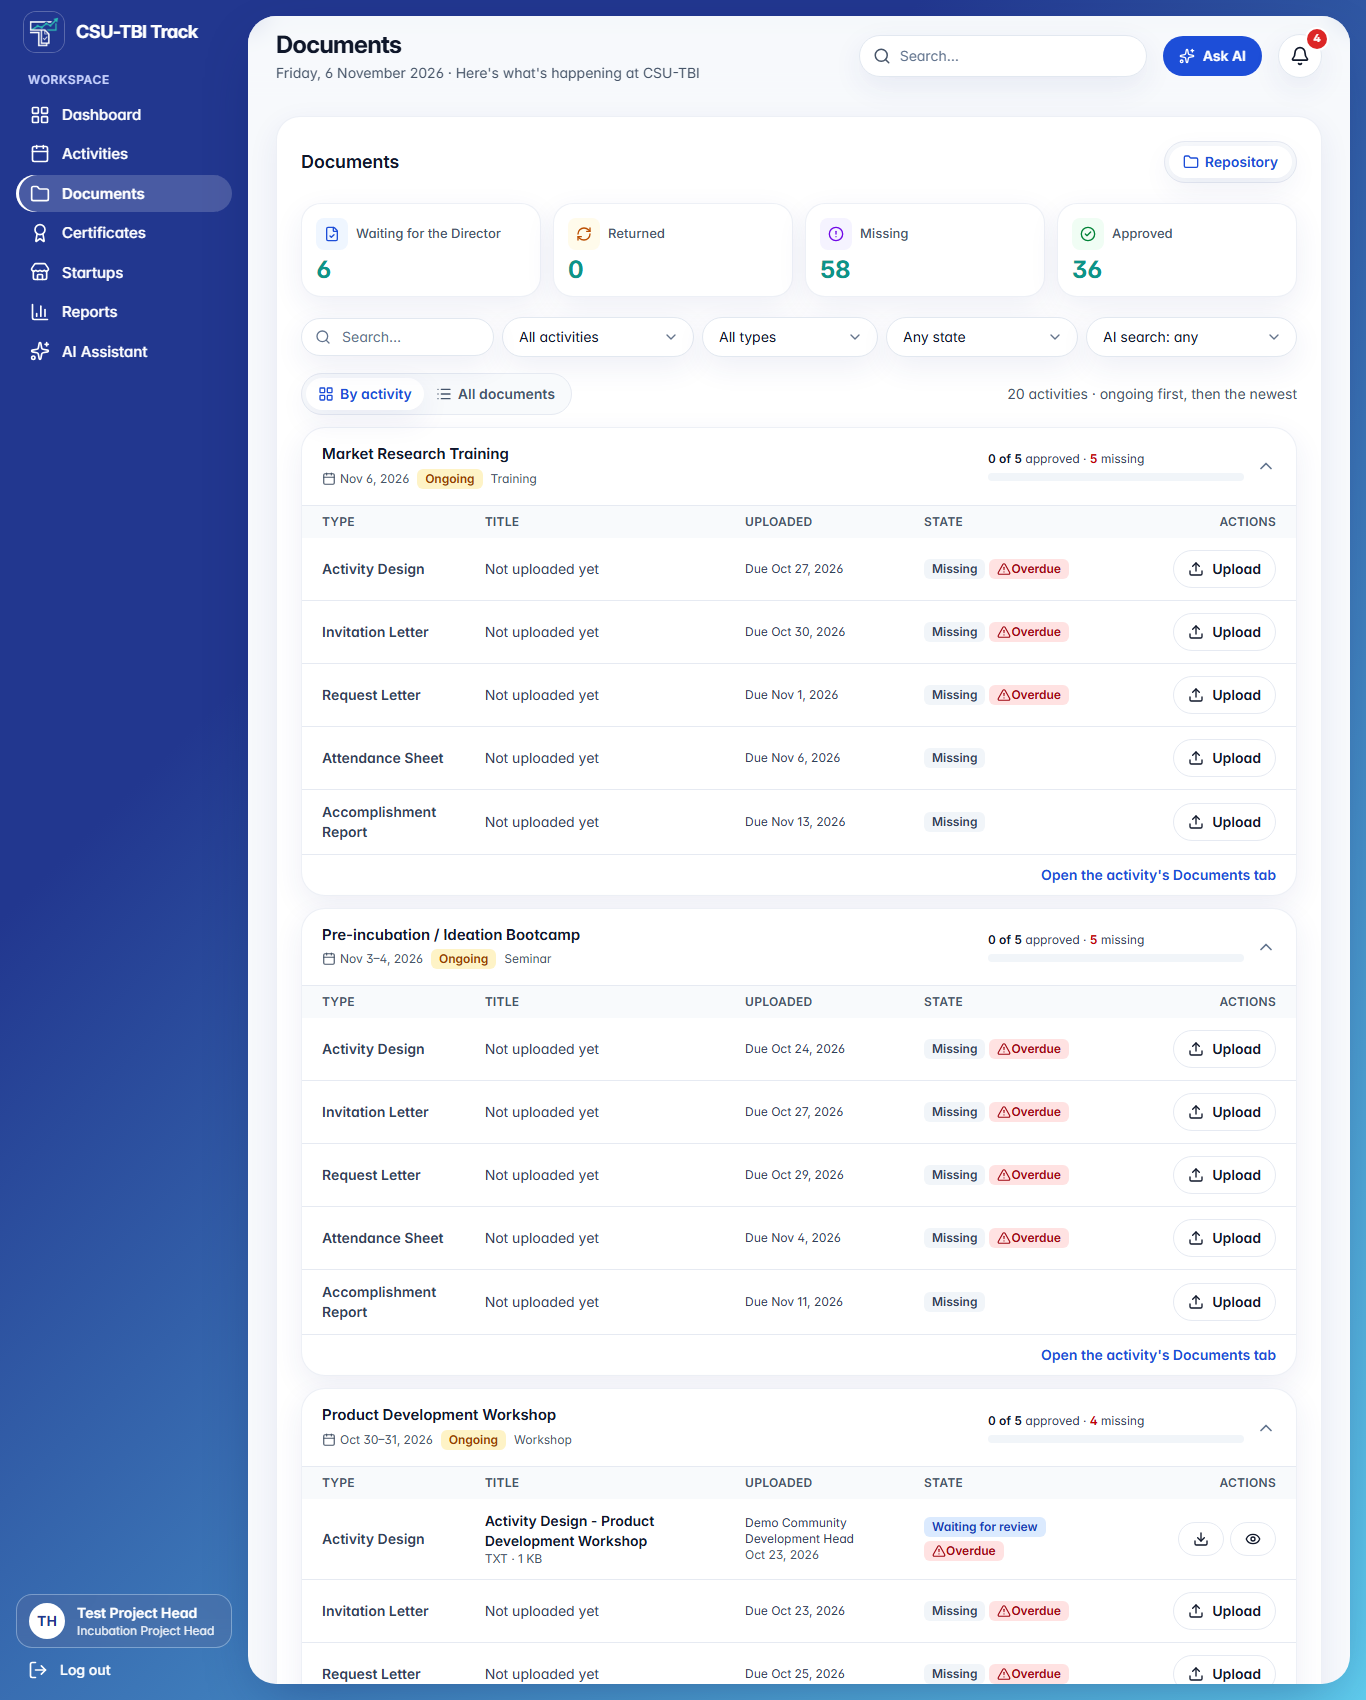 CSU-TBI Track
WORKSPACE
Dashboard
Activities
Documents
Certificates
Startups
Reports
AI Assistant
Test Project Head
Incubation Project Head
TH
Log out
Documents
Friday, 6 November 2026 · Here's what's happening at CSU-TBI
Search...
Ask AI
4
Documents
Repository
Waiting for the Director
6
Returned
0
Missing
58
Approved
36
Search...
All activities
All types
Any state
AI search: any
By activity
All documents
20 activities · ongoing first, then the newest
Market Research Training
Nov 6, 2026 Ongoing Training
0 of 5 approved · 5 missing
TYPE TITLE UPLOADED STATE ACTIONS
Activity Design Not uploaded yet Due Oct 27, 2026 Missing Overdue Upload
Invitation Letter Not uploaded yet Due Oct 30, 2026 Missing Overdue Upload
Request Letter Not uploaded yet Due Nov 1, 2026 Missing Overdue Upload
Attendance Sheet Not uploaded yet Due Nov 6, 2026 Missing Upload
Accomplishment
Report
Not uploaded yet Due Nov 13, 2026 Missing Upload
Open the activity's Documents tab
Pre-incubation / Ideation Bootcamp
Nov 3–4, 2026 Ongoing Seminar
0 of 5 approved · 5 missing
TYPE TITLE UPLOADED STATE ACTIONS
Activity Design Not uploaded yet Due Oct 24, 2026 Missing Overdue Upload
Invitation Letter Not uploaded yet Due Oct 27, 2026 Missing Overdue Upload
Request Letter Not uploaded yet Due Oct 29, 2026 Missing Overdue Upload
Attendance Sheet Not uploaded yet Due Nov 4, 2026 Missing Overdue Upload
Accomplishment
Report
Not uploaded yet Due Nov 11, 2026 Missing Upload
Open the activity's Documents tab
Product Development Workshop
Oct 30–31, 2026 Ongoing Workshop
0 of 5 approved · 4 missing
TYPE TITLE UPLOADED STATE ACTIONS
Activity Design
Activity Design - Product
Development Workshop
TXT · 1 KB
Demo Community
Development Head
Oct 23, 2026
Waiting for review
Overdue
Invitation Letter Not uploaded yet Due Oct 23, 2026 Missing Overdue Upload
Request Letter Not uploaded yet Due Oct 25, 2026 Missing Overdue Upload